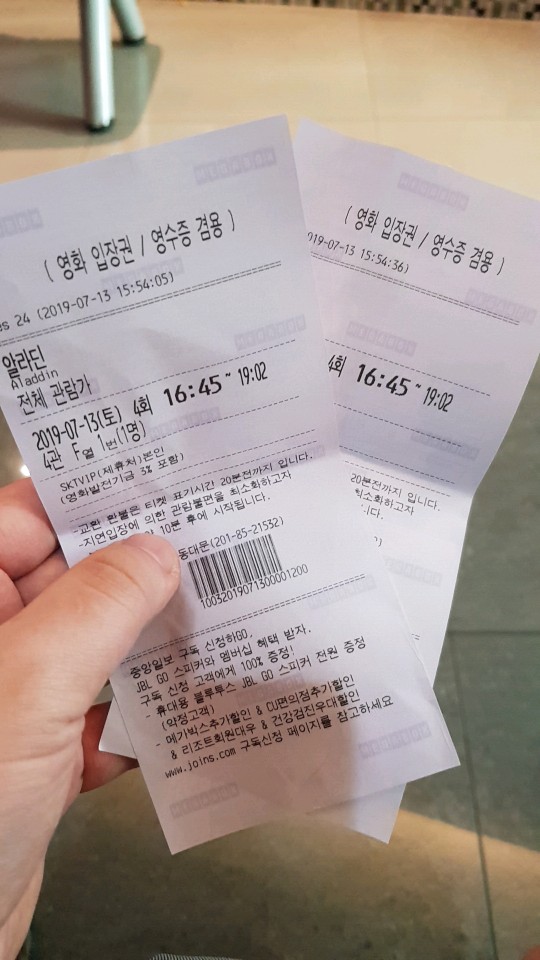 ( 영화 입장권 / 영수증 겸용 )
es 24 (2019-07-13 15:54:05)
알라딘
Aladdin
전체 관람가
2019-07-13(토) 4회 16:45 ~ 19:02
4관 F열 1번(1명)
SKTVIP(제휴처)본인
(영화발전기금 3% 포함)
-교환 환불은 티켓 표기시간 20분전까지 입니다.
-지연입장에 의한 관람불편을 최소화하고자
10분 후에 시작됩니다.
동대문(201-85-21532)
1003201907130001200
중앙일보 구독 신청하GO,
JBL GO 스피커와 멤버십 혜택 받자.
구독 신청 고객에게 100% 증정!
- 휴대용 블루투스 JBL GO 스피커 전원 증정
(약정고객)
- 메가박스추가할인 & CU편의점추가할인
& 리조트회원대우 & 건강검진우대할인
www.joins.com 구독신청 페이지를 참고하세요
( 영화 입장권 / 영수증 겸용 )
019-07-13 15:54:36)
4회 16:45 ~ 19:02
20분전까지 입니다.
최소화하고자
니다.